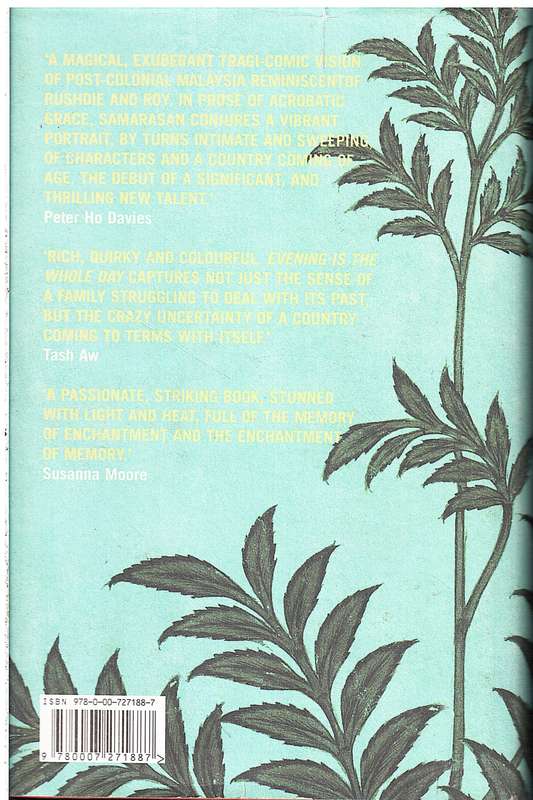 'A MAGICAL, EXUBERANT TRAGI-COMIC VISION
OF POST-COLONIAL MALAYSIA REMINISCENT OF
RUSHDIE AND ROY. IN PROSE OF ACROBATIC
GRACE, SAMARASAN CONJURES A VIBRANT
PORTRAIT, BY TURNS INTIMATE AND SWEEPING,
OF CHARACTERS AND A COUNTRY COMING OF
AGE. THE DEBUT OF A SIGNIFICANT, AND
THRILLING NEW TALENT.'
Peter Ho Davies
'RICH, QUIRKY AND COLOURFUL, EVENING IS THE
WHOLE DAY CAPTURES NOT JUST THE SENSE OF
A FAMILY STRUGGLING TO DEAL WITH ITS PAST,
BUT THE CRAZY UNCERTAINTY OF A COUNTRY
COMING TO TERMS WITH ITSELF.'
Tash Aw
'A PASSIONATE, STRIKING BOOK, STUNNED
WITH LIGHT AND HEAT, FULL OF THE MEMORY
OF ENCHANTMENT AND THE ENCHANTMENT
OF MEMORY.'
Susanna Moore
ISBN 978-0-00-727188-7
9 780007 271887 >